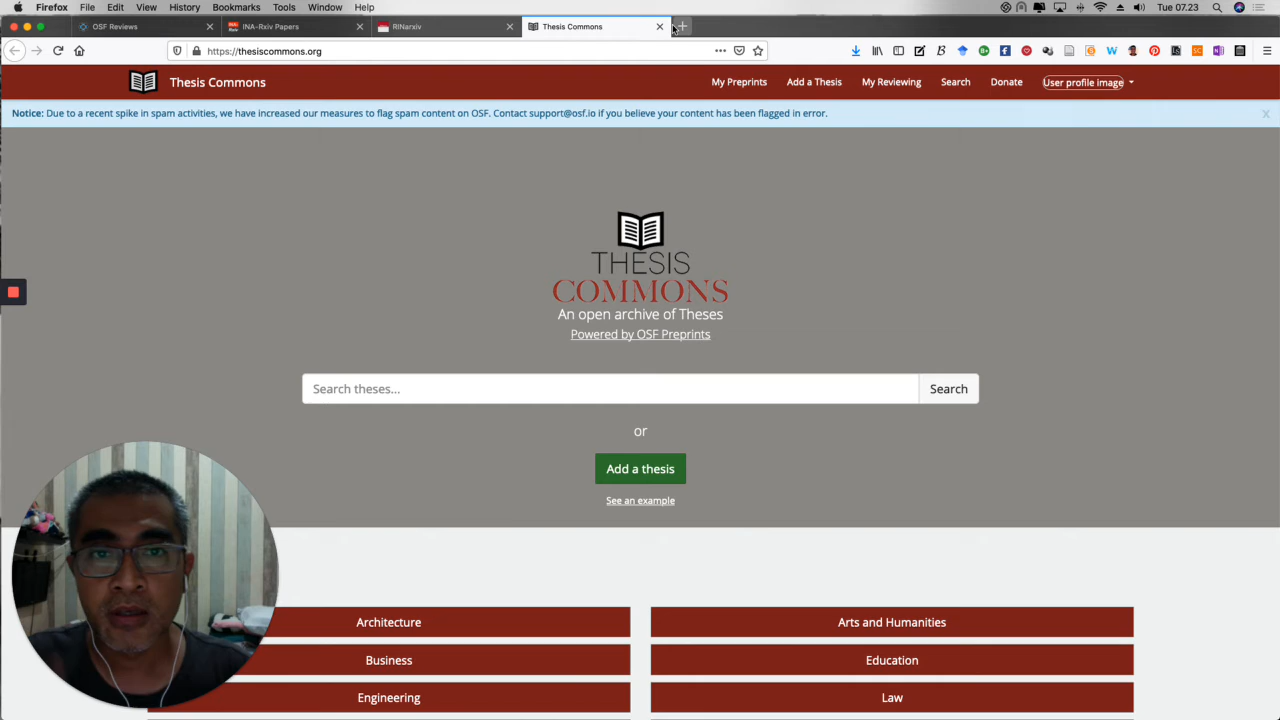 Firefox File Edit View History Bookmarks Tools Window Help
Tue 07.23
OSF Reviews
INA-Rxiv Papers
RINarxiv
Thesis Commons
https://thesiscommons.org
Thesis Commons
My Preprints
Add a Thesis
My Reviewing
Search
Donate
User profile image
Notice: Due to a recent spike in spam activities, we have increased our measures to flag spam content on OSF. Contact support@osf.io if you believe your content has been flagged in error.
x
THESIS
COMMONS
An open archive of Theses
Powered by OSF Preprints
Search theses...
Search
or
Add a thesis
See an example
Architecture
Arts and Humanities
Business
Education
Engineering
Law